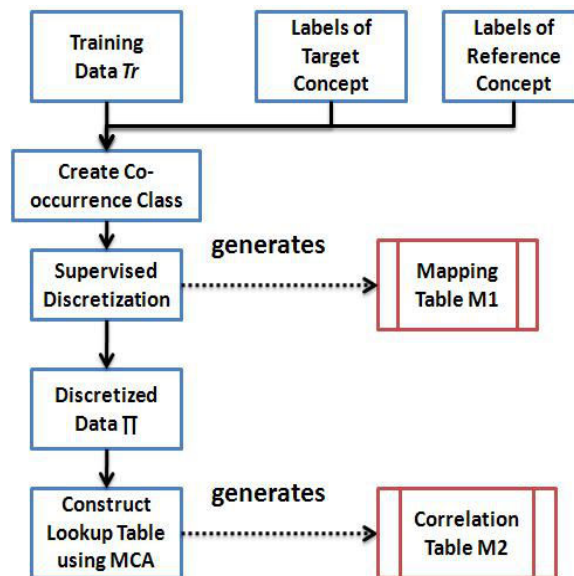 Training
Data Tr
Labels of
Target
Concept
Labels of
Reference
Concept
Create Co-
occurrence Class
generates
Supervised
Discretization
Mapping
Table M1
Discretized
Data ∏
generates
Construct
Lookup Table
using MCA
Correlation
Table M2